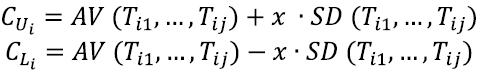 C_{U_i} = AV (T_{i1}, … , T_{ij}) + x · SD (T_{i1}, … , T_{ij})
C_{L_i} = AV (T_{i1}, … , T_{ij}) − x · SD (T_{i1}, … , T_{ij})